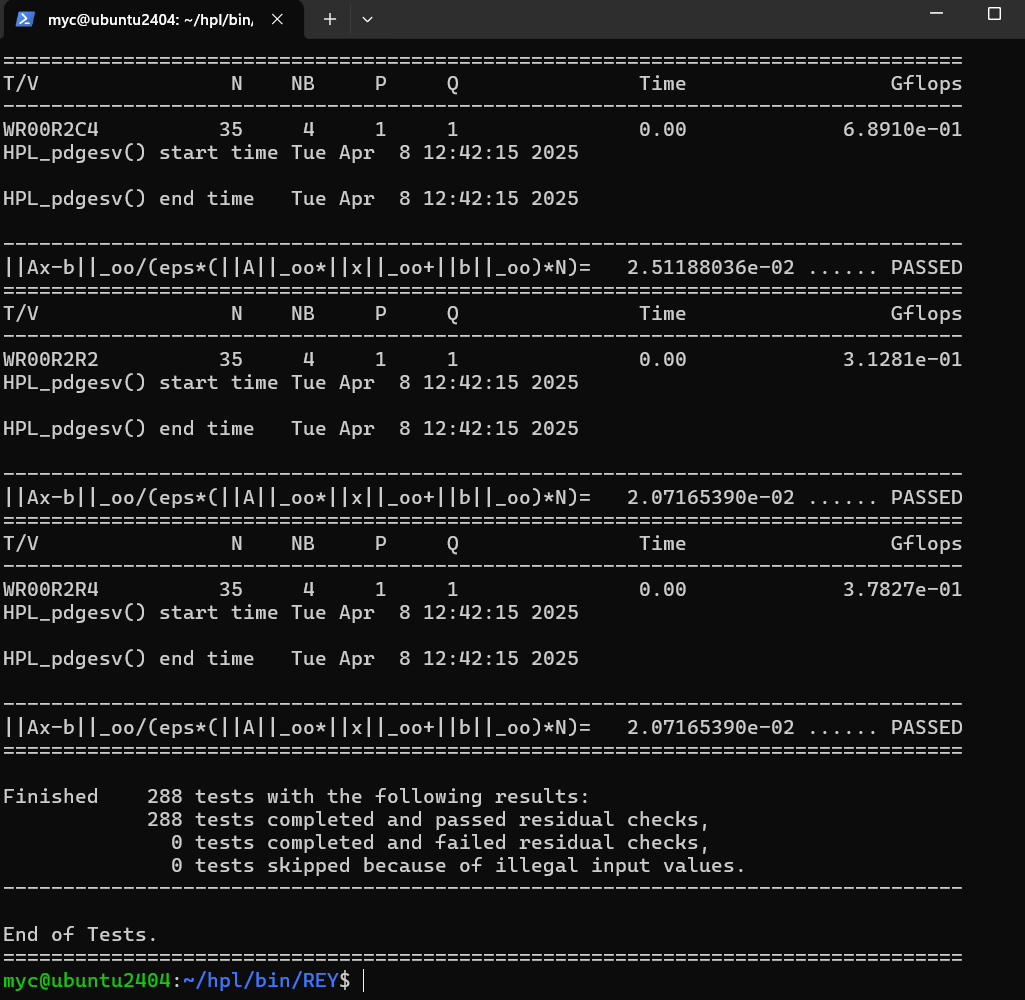 myc@ubuntu2404: ~/hpl/bin/
================================================================================
T/V                N    NB     P     Q               Time                 Gflops
--------------------------------------------------------------------------------
WR00R2C4          35     4     1     1               0.00             6.8910e-01
HPL_pdgesv() start time Tue Apr  8 12:42:15 2025
HPL_pdgesv() end time   Tue Apr  8 12:42:15 2025
--------------------------------------------------------------------------------
||Ax-b||_oo/(eps*(||A||_oo*||x||_oo+||b||_oo)*N)=   2.51188036e-02 ...... PASSED
================================================================================
T/V                N    NB     P     Q               Time                 Gflops
--------------------------------------------------------------------------------
WR00R2R2          35     4     1     1               0.00             3.1281e-01
HPL_pdgesv() start time Tue Apr  8 12:42:15 2025
HPL_pdgesv() end time   Tue Apr  8 12:42:15 2025
--------------------------------------------------------------------------------
||Ax-b||_oo/(eps*(||A||_oo*||x||_oo+||b||_oo)*N)=   2.07165390e-02 ...... PASSED
================================================================================
T/V                N    NB     P     Q               Time                 Gflops
--------------------------------------------------------------------------------
WR00R2R4          35     4     1     1               0.00             3.7827e-01
HPL_pdgesv() start time Tue Apr  8 12:42:15 2025
HPL_pdgesv() end time   Tue Apr  8 12:42:15 2025
--------------------------------------------------------------------------------
||Ax-b||_oo/(eps*(||A||_oo*||x||_oo+||b||_oo)*N)=   2.07165390e-02 ...... PASSED
================================================================================
Finished    288 tests with the following results:
            288 tests completed and passed residual checks,
              0 tests completed and failed residual checks,
              0 tests skipped because of illegal input values.
--------------------------------------------------------------------------------
End of Tests.
================================================================================
myc@ubuntu2404:~/hpl/bin/REY$